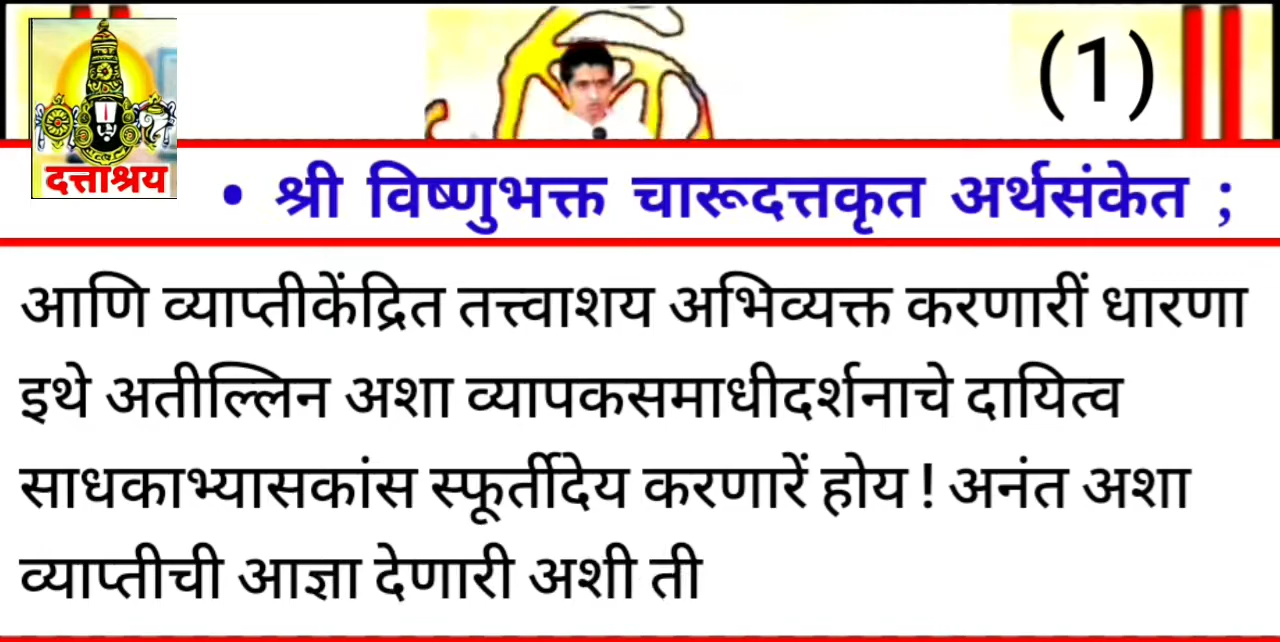 (1)
दत्ताश्रय
• श्री विष्णुभक्त चारूदत्तकृत अर्थसंकेत ;
आणि व्याप्तीकेंद्रित तत्त्वाशय अभिव्यक्त करणारीं धारणा
इथे अतील्लिन अशा व्यापकसमाधीदर्शनाचे दायित्व
साधकाभ्यासकांस स्फूर्तीदेय करणारें होय ! अनंत अशा
व्याप्तीची आज्ञा देणारी अशी ती